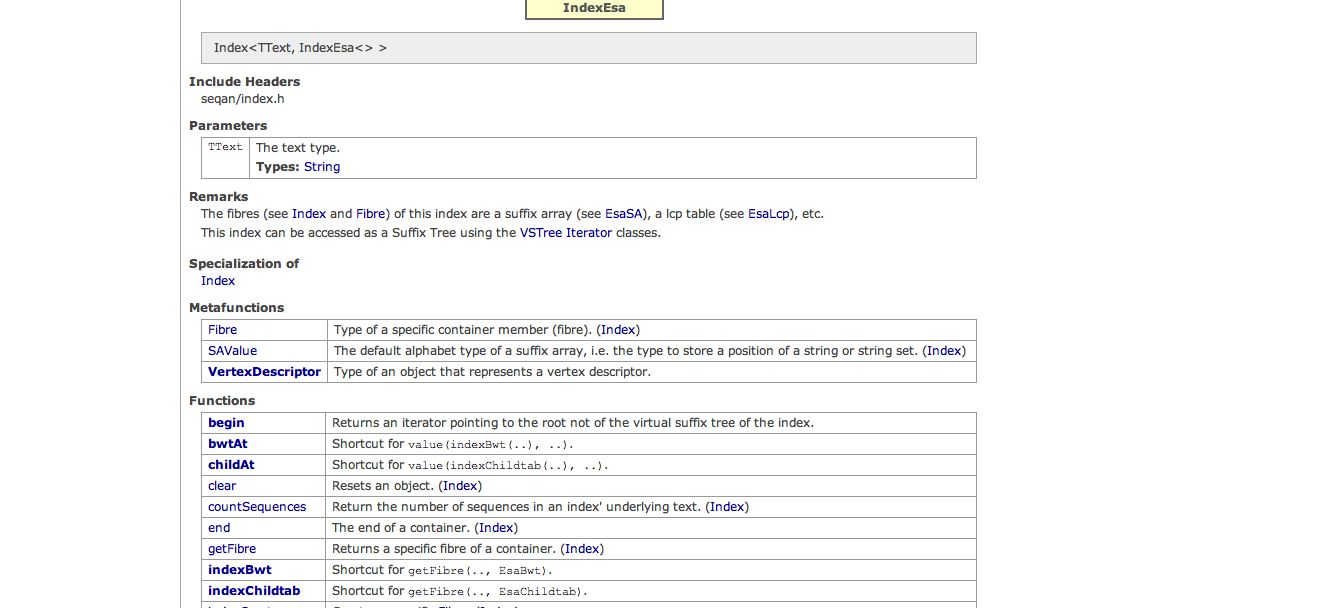 IndexEsa
Index<TText, IndexEsa<> >
Include Headers
seqan/index.h
Parameters
TText The text type.
Types: String
Remarks
The fibres (see Index and Fibre) of this index are a suffix array (see EsaSA), a lcp table (see EsaLcp), etc.
This index can be accessed as a Suffix Tree using the VSTree Iterator classes.
Specialization of
Index
Metafunctions
Fibre Type of a specific container member (fibre). (Index)
SAValue The default alphabet type of a suffix array, i.e. the type to store a position of a string or string set. (Index)
VertexDescriptor Type of an object that represents a vertex descriptor.
Functions
begin Returns an iterator pointing to the root not of the virtual suffix tree of the index.
bwtAt Shortcut for value(indexBwt(..), ..).
childAt Shortcut for value(indexChildtab(..), ..).
clear Resets an object. (Index)
countSequences Return the number of sequences in an index' underlying text. (Index)
end The end of a container. (Index)
getFibre Returns a specific fibre of a container. (Index)
indexBwt Shortcut for getFibre(.., EsaBwt).
indexChildtab Shortcut for getFibre(.., EsaChildtab).